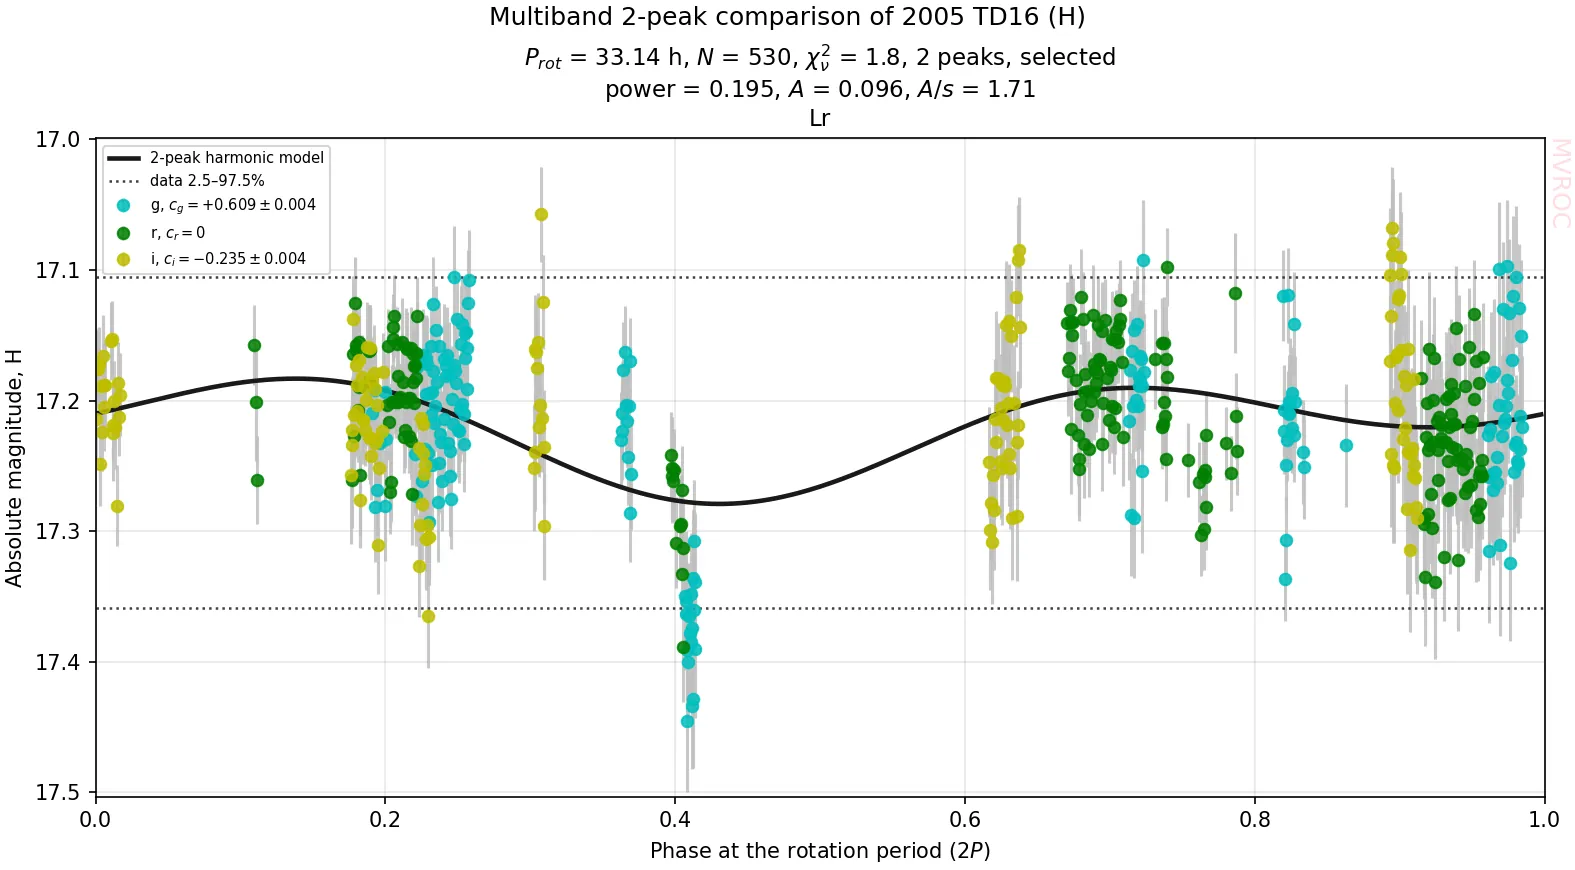 Multiband 2-peak comparison of 2005 TD16 (H)
P_rot = 33.14 h, N = 530, χ²_ν = 1.8, 2 peaks, selected
power = 0.195, A = 0.096, A/s = 1.71
Lr
MVROC
2-peak harmonic model
data 2.5–97.5%
g, c_g = +0.609 ± 0.004
r, c_r = 0
i, c_i = −0.235 ± 0.004
Absolute magnitude, H
17.0
17.1
17.2
17.3
17.4
17.5
0.0 0.2 0.4 0.6 0.8 1.0
Phase at the rotation period (2P)